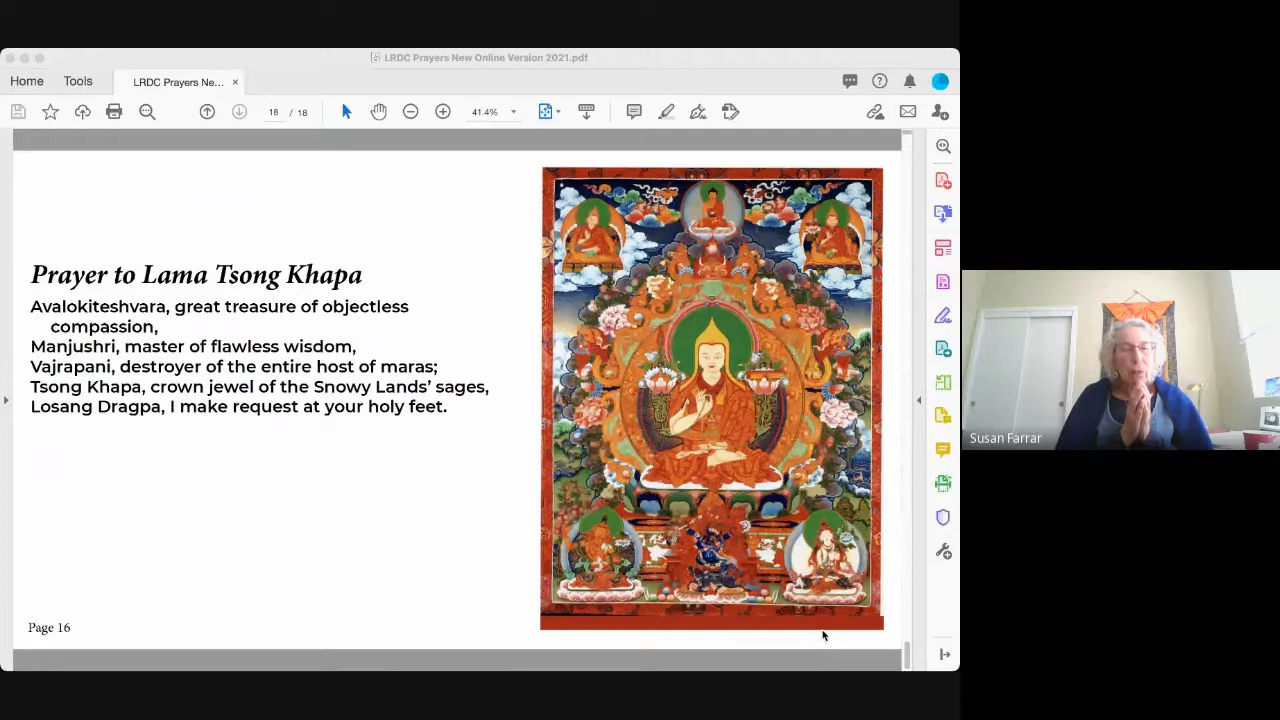 LRDC Prayers New Online Version 2021.pdf
Home
Tools
LRDC Prayers Ne... ×
18 / 18
41.4%
Prayer to Lama Tsong Khapa
Avalokiteshvara, great treasure of objectless
compassion,
Manjushri, master of flawless wisdom,
Vajrapani, destroyer of the entire host of maras;
Tsong Khapa, crown jewel of the Snowy Lands’ sages,
Losang Dragpa, I make request at your holy feet.
Page 16
Susan Farrar